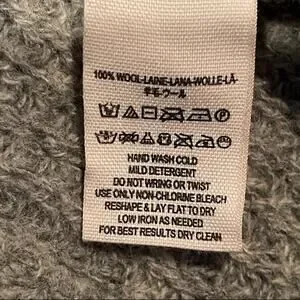 100% WOOL-LAINE-LANA-WOLLE-LÃ-
羊毛-ウール
HAND WASH COLD
MILD DETERGENT
DO NOT WRING OR TWIST
USE ONLY NON-CHLORINE BLEACH
RESHAPE & LAY FLAT TO DRY
LOW IRON AS NEEDED
FOR BEST RESULTS DRY CLEAN